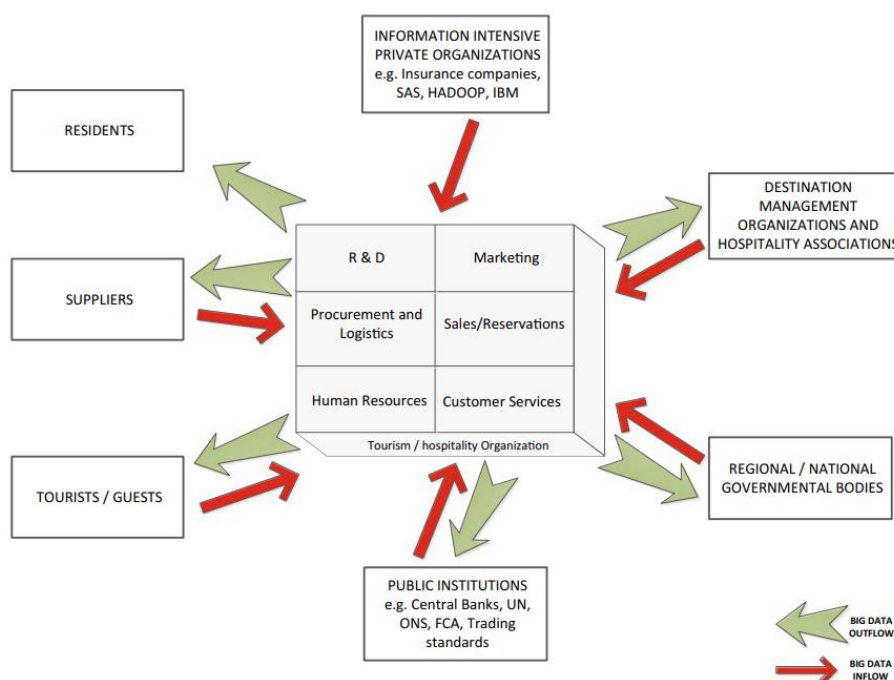 INFORMATION INTENSIVE
PRIVATE ORGANIZATIONS
e.g. Insurance companies,
SAS, HADOOP, IBM
RESIDENTS
DESTINATION
MANAGEMENT
ORGANIZATIONS AND
HOSPITALITY ASSOCIATIONS
R & D
Marketing
SUPPLIERS
Procurement and
Logistics
Sales/Reservations
Human Resources
Customer Services
Tourism / hospitality Organization
TOURISTS / GUESTS
REGIONAL / NATIONAL
GOVERNMENTAL BODIES
PUBLIC INSTITUTIONS
e.g. Central Banks, UN,
ONS, FCA, Trading
standards
BIG DATA
OUTFLOW
BIG DATA
INFLOW